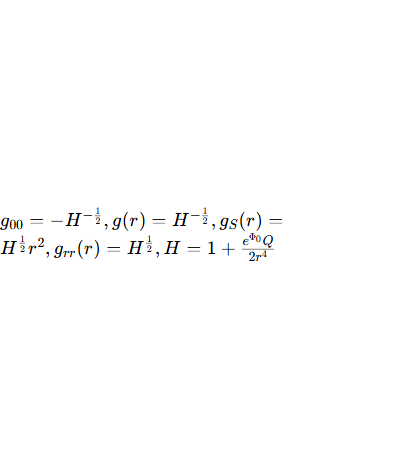 $g_{00} = -H^{-\frac{1}{2}}, g(r) = H^{-\frac{1}{2}}, g_S(r) =$
$H^{\frac{1}{2}} r^2, g_{rr}(r) = H^{\frac{1}{2}}, H = 1 + \frac{e^{\Phi_0} Q}{2r^4}$